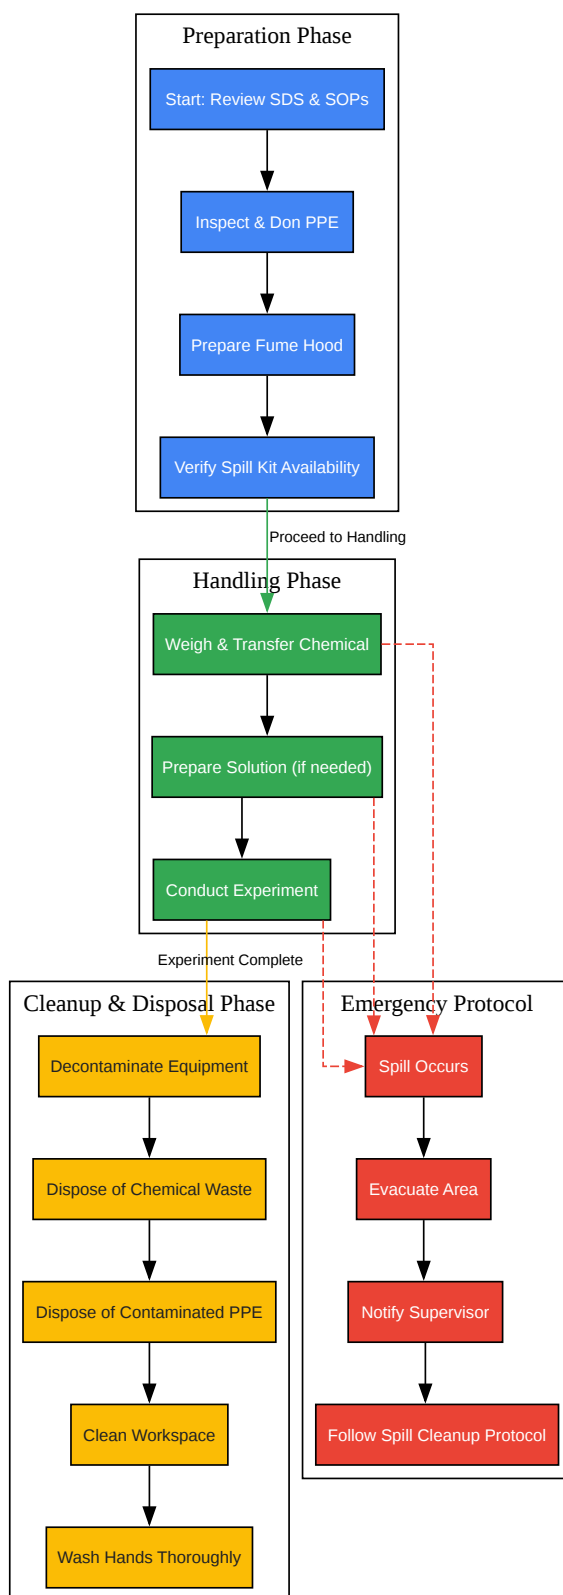 Preparation Phase
Start: Review SDS & SOPs
Inspect & Don PPE
Prepare Fume Hood
Verify Spill Kit Availability
Proceed to Handling
Handling Phase
Weigh & Transfer Chemical
Prepare Solution (if needed)
Conduct Experiment
Experiment Complete
Cleanup & Disposal Phase
Decontaminate Equipment
Dispose of Chemical Waste
Dispose of Contaminated PPE
Clean Workspace
Wash Hands Thoroughly
Emergency Protocol
Spill Occurs
Evacuate Area
Notify Supervisor
Follow Spill Cleanup Protocol